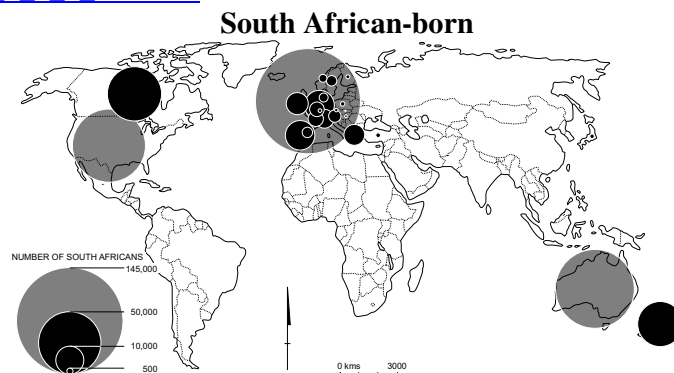 South African-born
NUMBER OF SOUTH AFRICANS
145,000
50,000
10,000
500
0 kms 3000